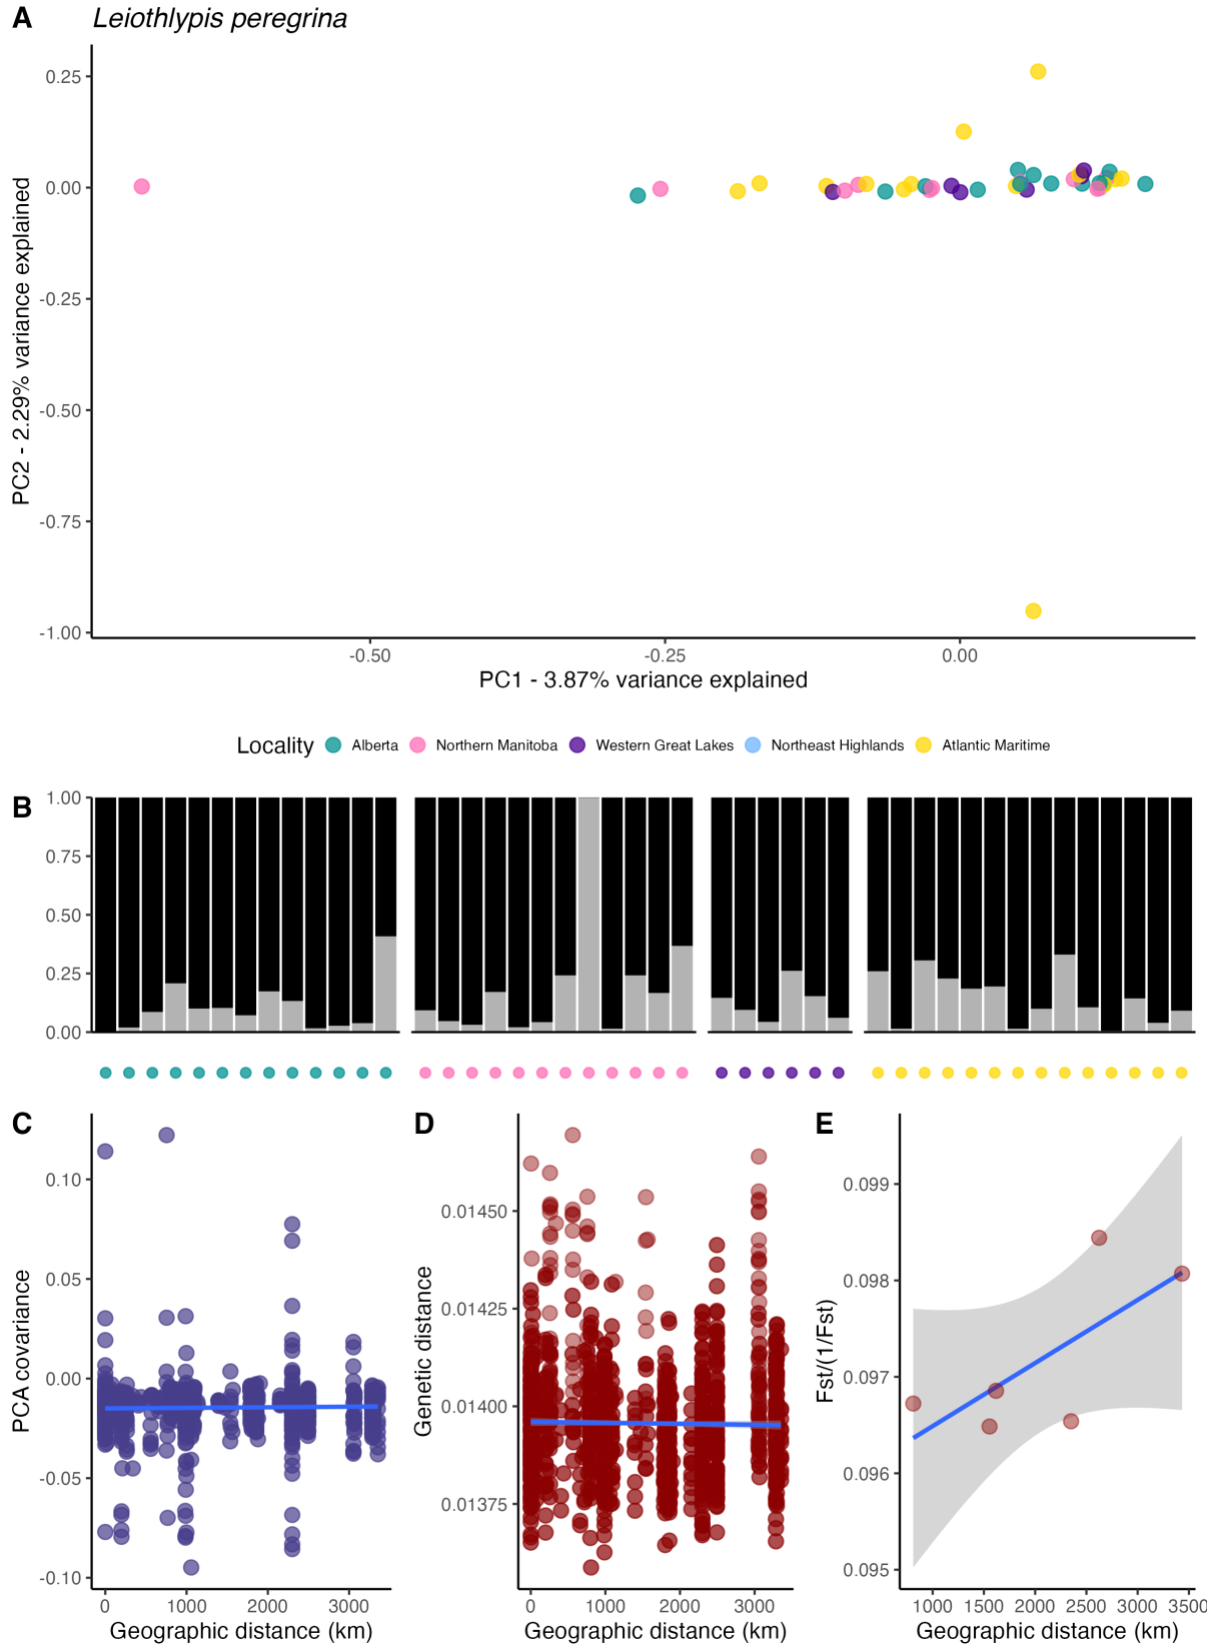 A Leiothlypis peregrina
0.25
0.00
-0.25
-0.50
-0.75
-1.00
PC2 - 2.29% variance explained
-0.50 -0.25 0.00
PC1 - 3.87% variance explained
Locality Alberta Northern Manitoba Western Great Lakes Northeast Highlands Atlantic Maritime
B
1.00
0.75
0.50
0.25
0.00
C
0.10
0.05
0.00
-0.05
-0.10
PCA covariance
0 1000 2000 3000
Geographic distance (km)
D
0.01450
0.01425
0.01400
0.01375
Genetic distance
0 1000 2000 3000
Geographic distance (km)
E
0.099
0.098
0.097
0.096
0.095
Fst/(1/Fst)
1000 1500 2000 2500 3000 3500
Geographic distance (km)